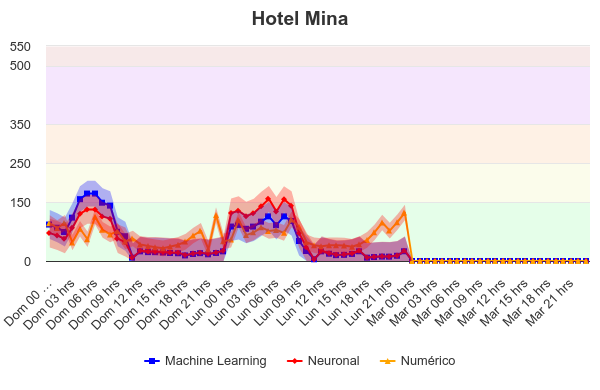 Hotel Mina
550
500
350
250
150
0
Dom 00 ...
Dom 03 hrs
Dom 06 hrs
Dom 09 hrs
Dom 12 hrs
Dom 15 hrs
Dom 18 hrs
Dom 21 hrs
Lun 00 hrs
Lun 03 hrs
Lun 06 hrs
Lun 09 hrs
Lun 12 hrs
Lun 15 hrs
Lun 18 hrs
Lun 21 hrs
Mar 00 hrs
Mar 03 hrs
Mar 06 hrs
Mar 09 hrs
Mar 12 hrs
Mar 15 hrs
Mar 18 hrs
Mar 21 hrs
Machine Learning Neuronal Numérico